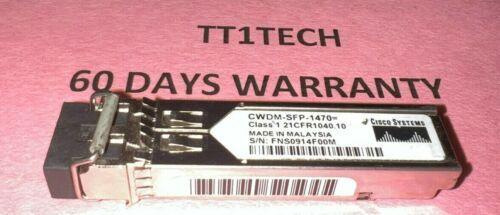 TT1TECH
60 DAYS WARRANTY
CWDM-SFP-1470=
Class 1 21CFR1040.10
MADE IN MALAYSIA
S/N: FNS0914F00M
CISCO SYSTEMS